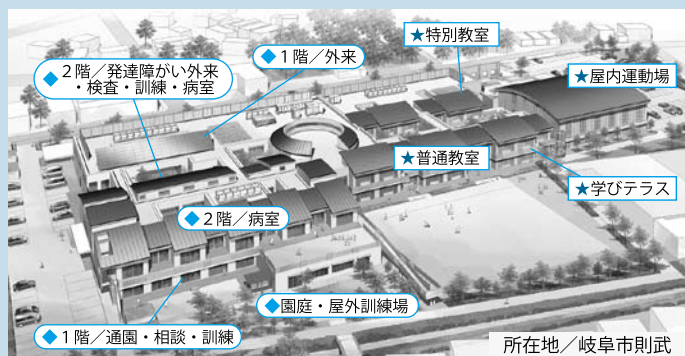 ◆1階/外来
★特別教室
◆2階/発達障がい外来
・検査・訓練・病室
★屋内運動場
★普通教室
★学びテラス
◆2階/病室
◆園庭・屋外訓練場
◆1階/通園・相談・訓練
所在地/岐阜市則武